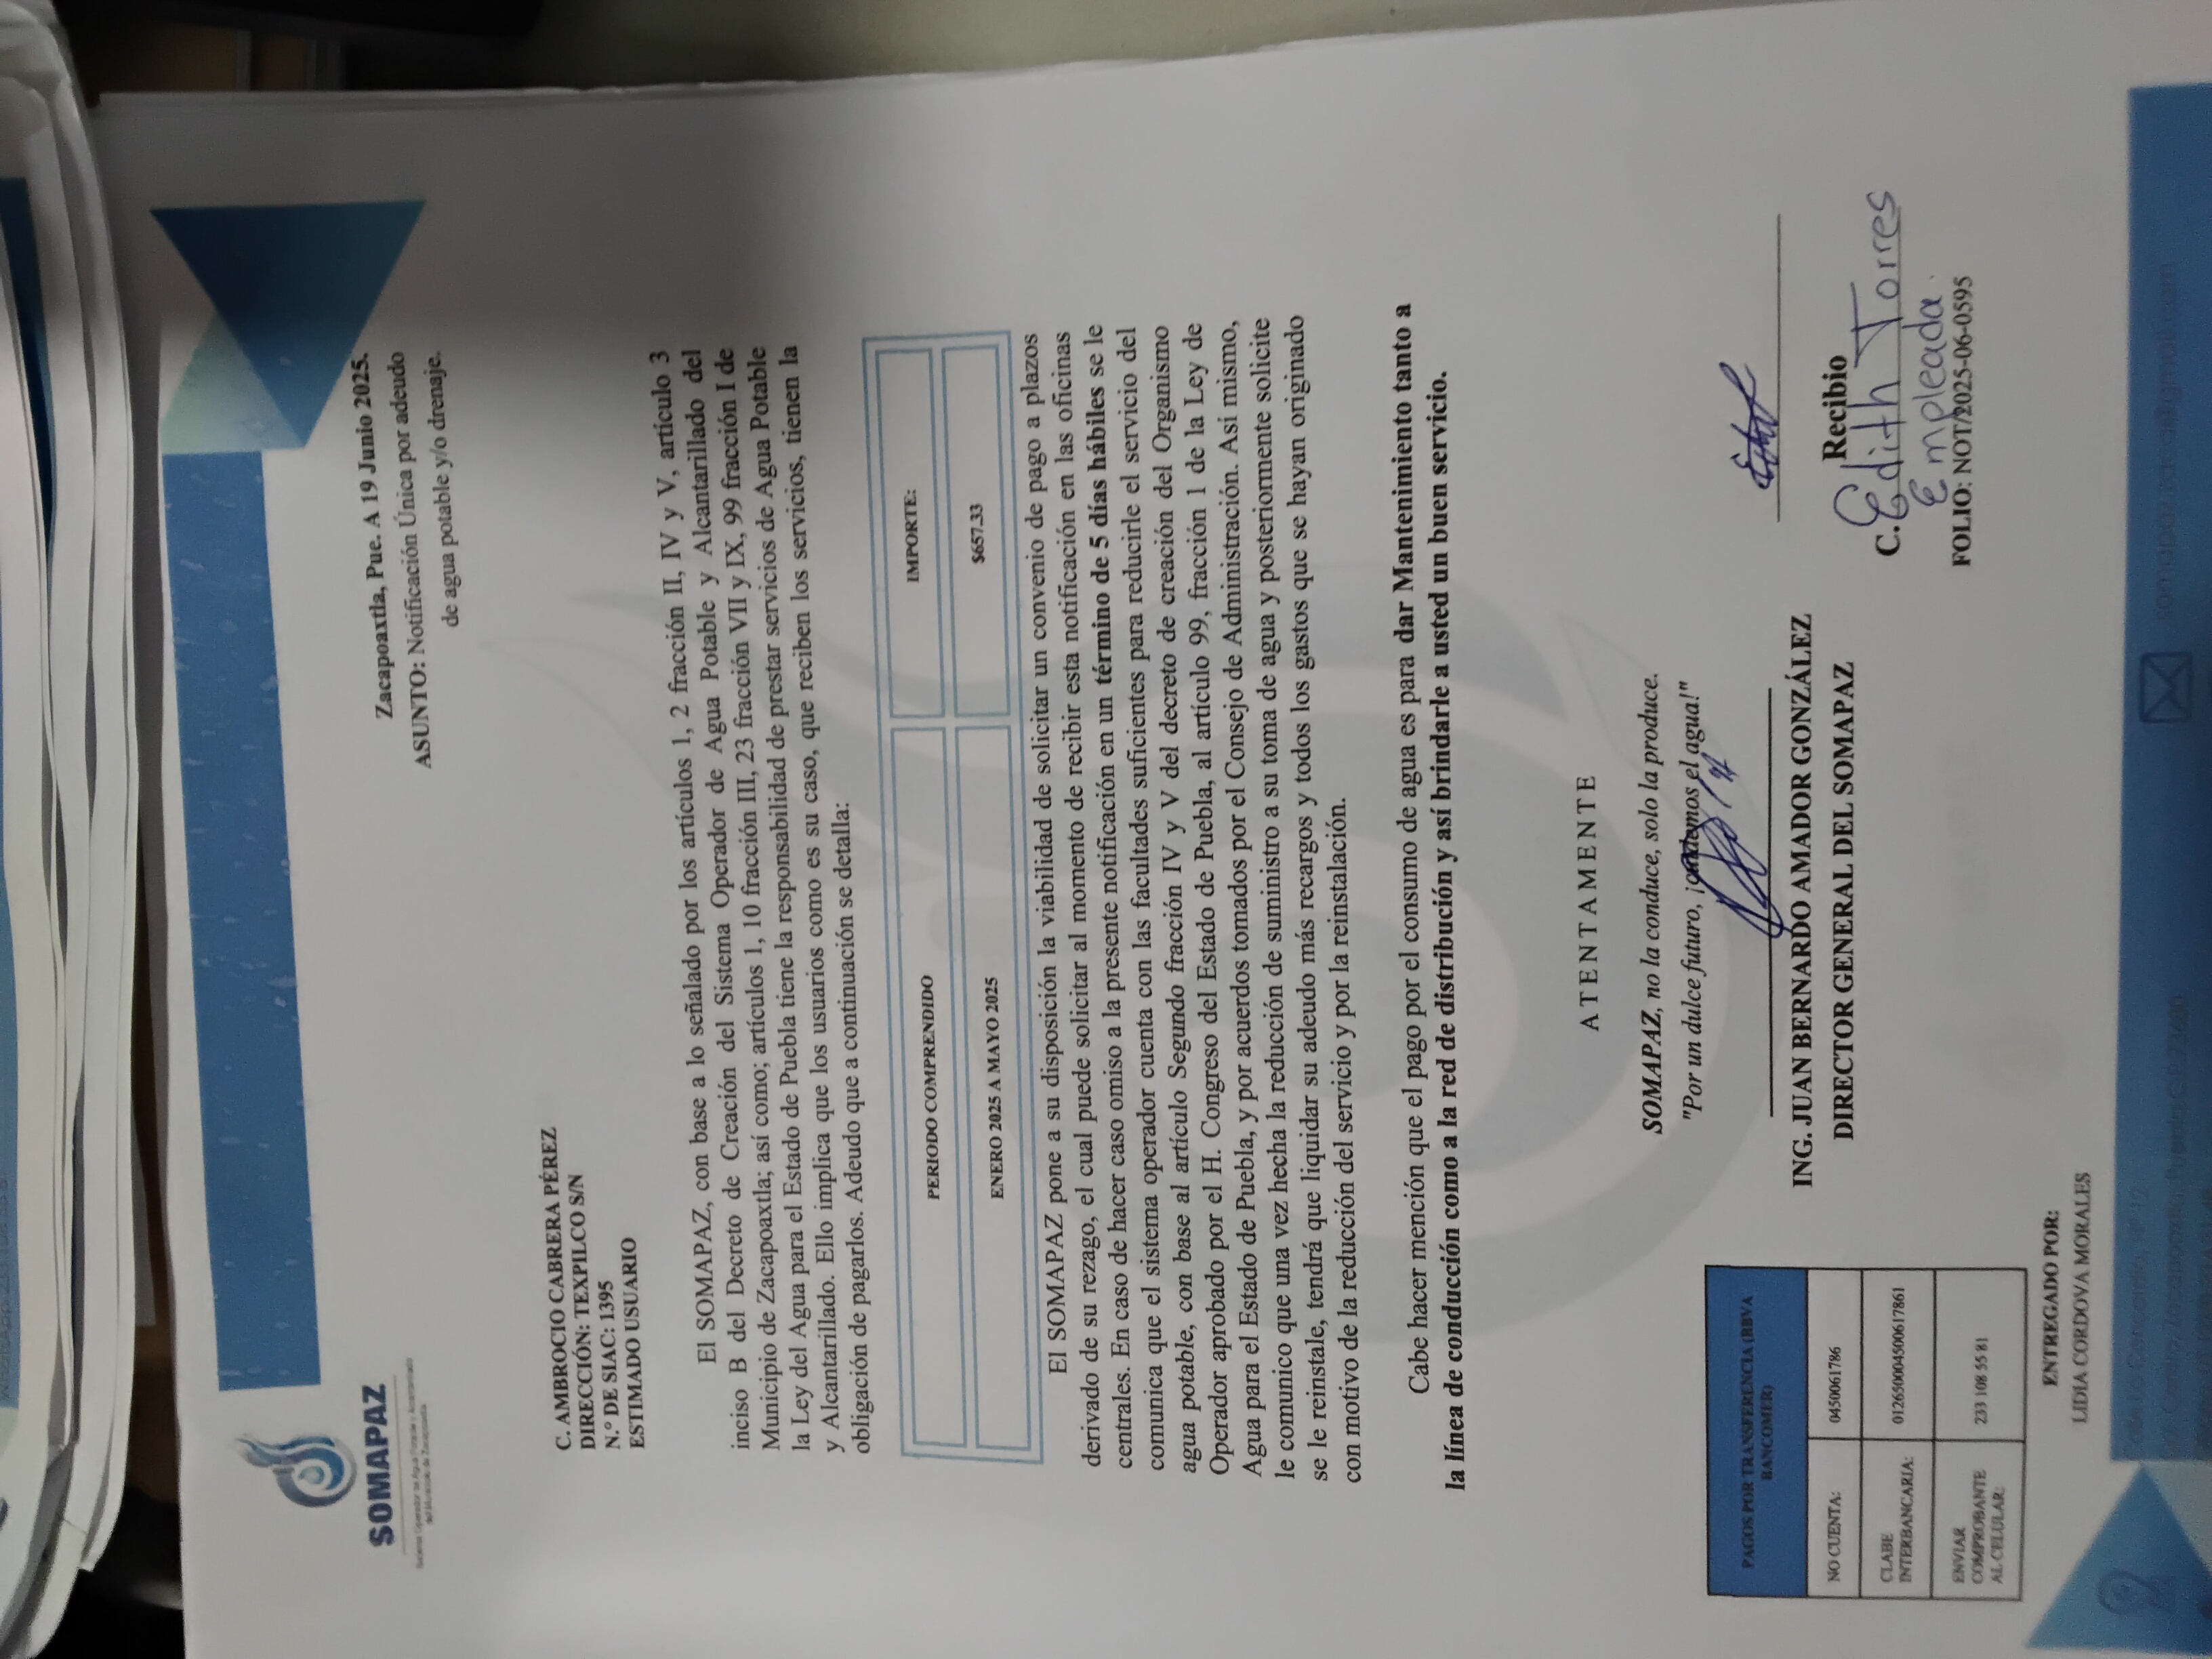 WhatsApp 233 108 55 81
SOMAPAZ
Sistema Operador de Agua Potable y Alcantarillado
del Municipio de Zacapoaxtla
Zacapoaxtla, Pue. A 19 Junio 2025.
ASUNTO: Notificación Única por adeudo
de agua potable y/o drenaje.
C. AMBROCIO CABRERA PÉREZ
DIRECCIÓN: TEXPILCO S/N
N.° DE SIAC: 1395
ESTIMADO USUARIO
El SOMAPAZ, con base a lo señalado por los artículos 1, 2 fracción II, IV y V, artículo 3
inciso B del Decreto de Creación del Sistema Operador de Agua Potable y Alcantarillado del
Municipio de Zacapoaxtla; así como; artículos 1, 10 fracción III, 23 fracción VII y IX, 99 fracción I de
la Ley del Agua para el Estado de Puebla tiene la responsabilidad de prestar servicios de Agua Potable
y Alcantarillado. Ello implica que los usuarios como es su caso, que reciben los servicios, tienen la
obligación de pagarlos. Adeudo que a continuación se detalla:
PERIODO COMPRENDIDO
IMPORTE:
ENERO 2025 A MAYO 2025
$657.33
El SOMAPAZ pone a su disposición la viabilidad de solicitar un convenio de pago a plazos
derivado de su rezago, el cual puede solicitar al momento de recibir esta notificación en las oficinas
centrales. En caso de hacer caso omiso a la presente notificación en un término de 5 días hábiles se le
comunica que el sistema operador cuenta con las facultades suficientes para reducirle el servicio del
agua potable, con base al artículo Segundo fracción IV y V del decreto de creación del Organismo
Operador aprobado por el H. Congreso del Estado de Puebla, al artículo 99, fracción 1 de la Ley de
Agua para el Estado de Puebla, y por acuerdos tomados por el Consejo de Administración. Así mismo,
le comunico que una vez hecha la reducción de suministro a su toma de agua y posteriormente solicite
se le reinstale, tendrá que liquidar su adeudo más recargos y todos los gastos que se hayan originado
con motivo de la reducción del servicio y por la reinstalación.
Cabe hacer mención que el pago por el consumo de agua es para dar Mantenimiento tanto a
la línea de conducción como a la red de distribución y así brindarle a usted un buen servicio.
ATENTAMENTE
SOMAPAZ, no la conduce, solo la produce.
"Por un dulce futuro, ¡cuidemos el agua!"
ING. JUAN BERNARDO AMADOR GONZÁLEZ
DIRECTOR GENERAL DEL SOMAPAZ
Recibio
C. Edith Torres
Empleada.
FOLIO: NOT/2025-06-0595
PAGOS POR TRANSFERENCIA (BBVA
BANCOMER)
NO CUENTA:
0450061786
CLABE
INTERBANCARIA:
012650004500617861
ENVIAR
COMPROBANTE
AL CELULAR:
233 108 55 81
ENTREGADO POR:
LIDIA CORDOVA MORALES
Calle La Concordia, N° 12
Col. Centro, Zacapoaxtla, Puebla C.P. 73680
somapaz.zaca@gmail.com